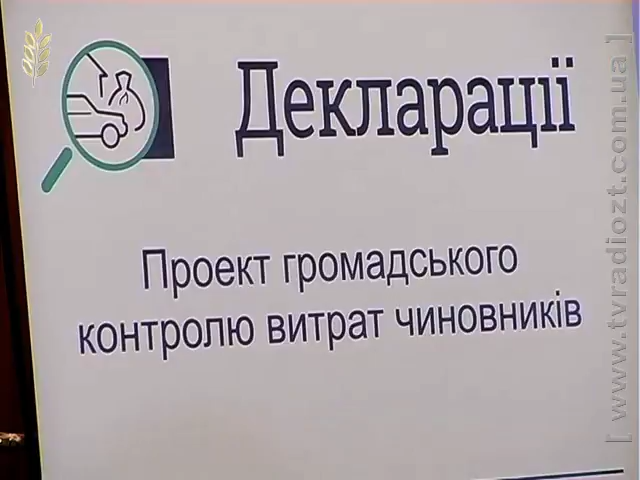 Декларації
Проект громадського
контролю витрат чиновників
[ www.tvradiozt.com.ua ]